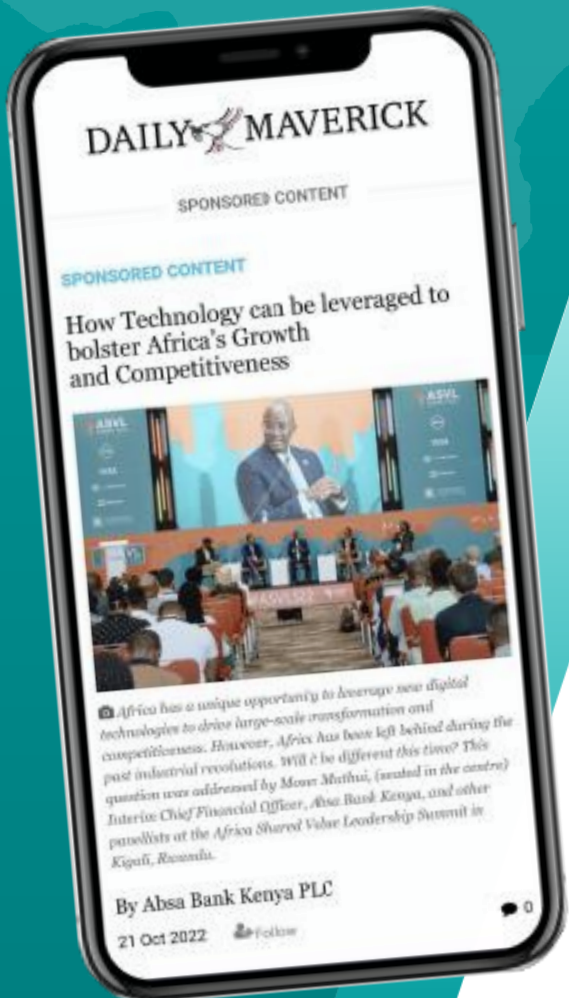 DAILY MAVERICK
SPONSORED CONTENT
SPONSORED CONTENT
How Technology can be leveraged to
bolster Africa's Growth
and Competitiveness
ASVL
ASVL
Africa has a unique opportunity to leverage new digital
technologies to drive large-scale transformation and
competitiveness. However, Africa has been left behind during the
past industrial revolutions. Will it be different this time? This
question was addressed by Moses Muthui, (seated in the centre)
Interim Chief Financial Officer, Absa Bank Kenya, and other
panellists at the Africa Shared Value Leadership Summit in
Kigali, Rwanda.
By Absa Bank Kenya PLC
21 Oct 2022 Follow
0